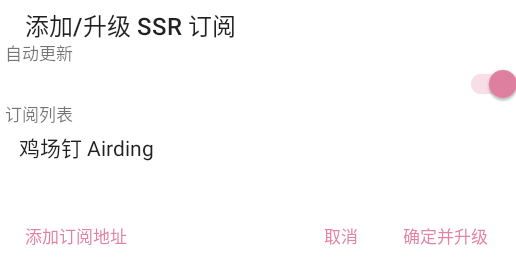 添加/升级 SSR 订阅
自动更新
订阅列表
鸡场钉 Airding
添加订阅地址
取消
确定并升级